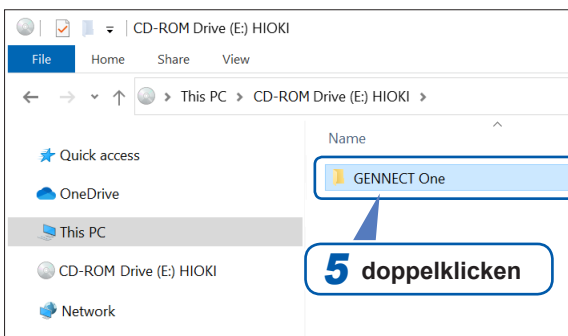 CD-ROM Drive (E:) HIOKI
File Home Share View
This PC > CD-ROM Drive (E:) HIOKI >
Name
Quick access
GENNECT One
OneDrive
This PC
5 doppelklicken
CD-ROM Drive (E:) HIOKI
Network